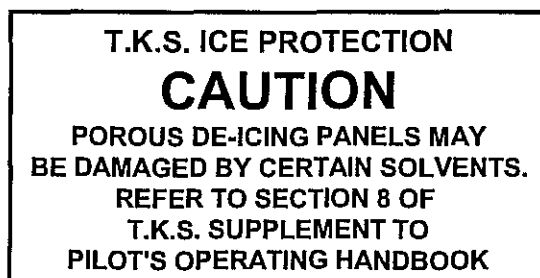 T.K.S. ICE PROTECTION
CAUTION
POROUS DE-ICING PANELS MAY
BE DAMAGED BY CERTAIN SOLVENTS.
REFER TO SECTION 8 OF
T.K.S. SUPPLEMENT TO
PILOT'S OPERATING HANDBOOK